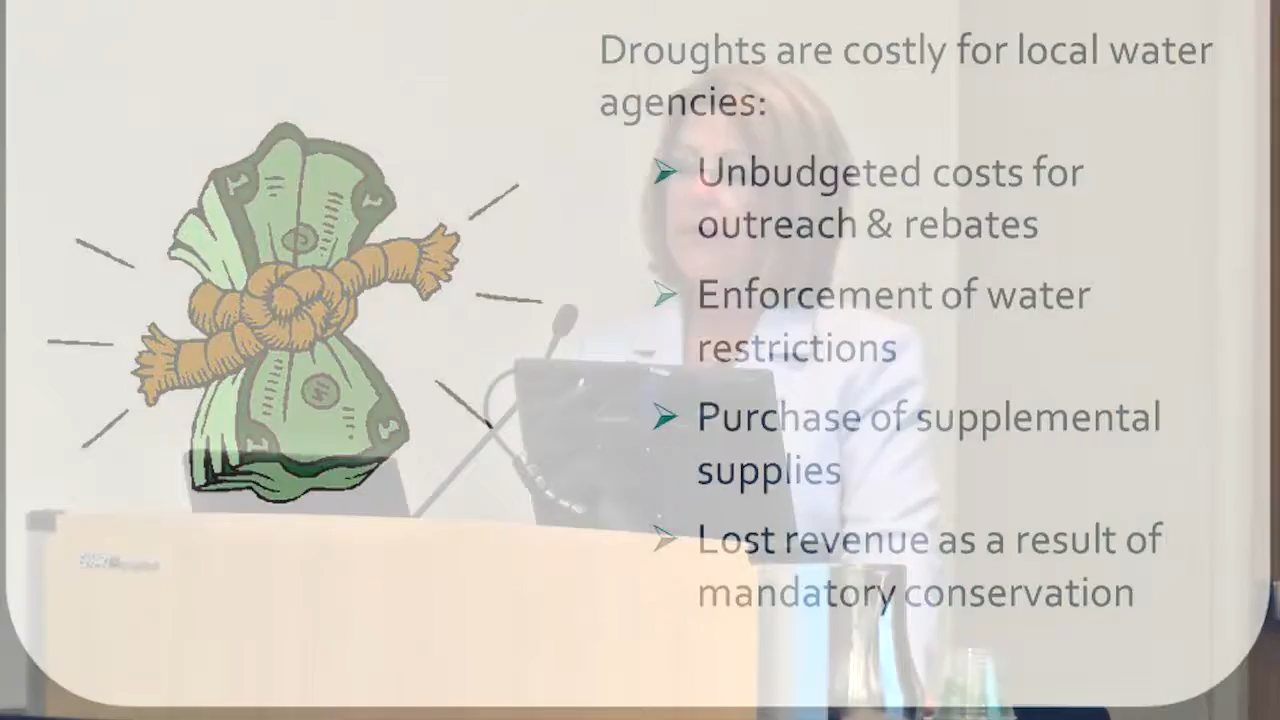 Droughts are costly for local water
agencies:
Unbudgeted costs for
outreach & rebates
Enforcement of water
restrictions
Purchase of supplemental
supplies
Lost revenue as a result of
mandatory conservation